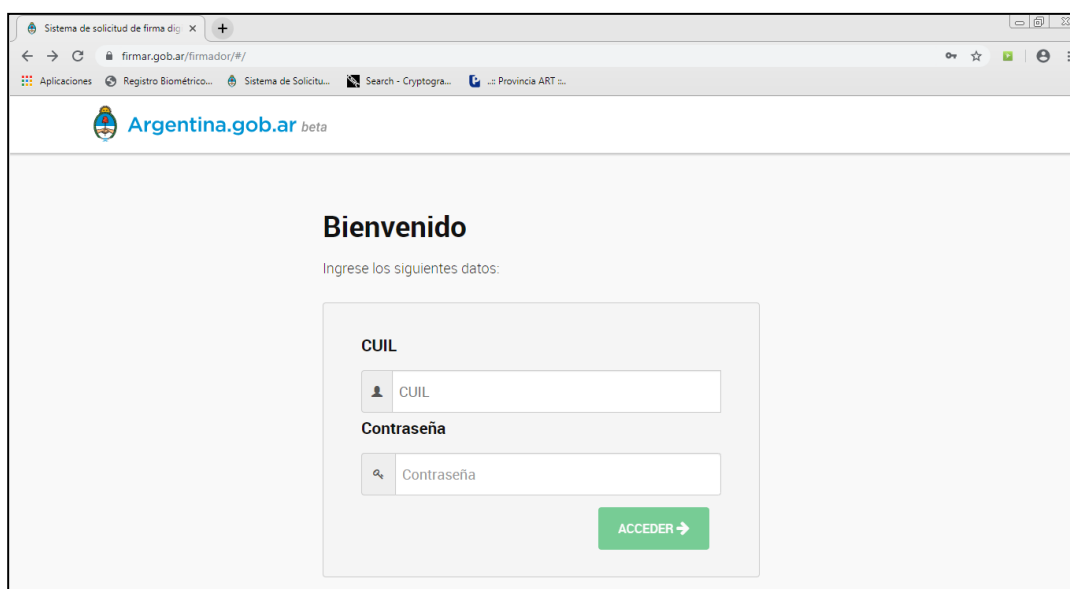 Sistema de solicitud de firma dig
firmar.gob.ar/firmador/#/
Aplicaciones Registro Biométrico... Sistema de Solicitu... Search - Cryptogra... ..:: Provincia ART ::..
Argentina.gob.ar beta
Bienvenido
Ingrese los siguientes datos:
CUIL
CUIL
Contraseña
Contraseña
ACCEDER